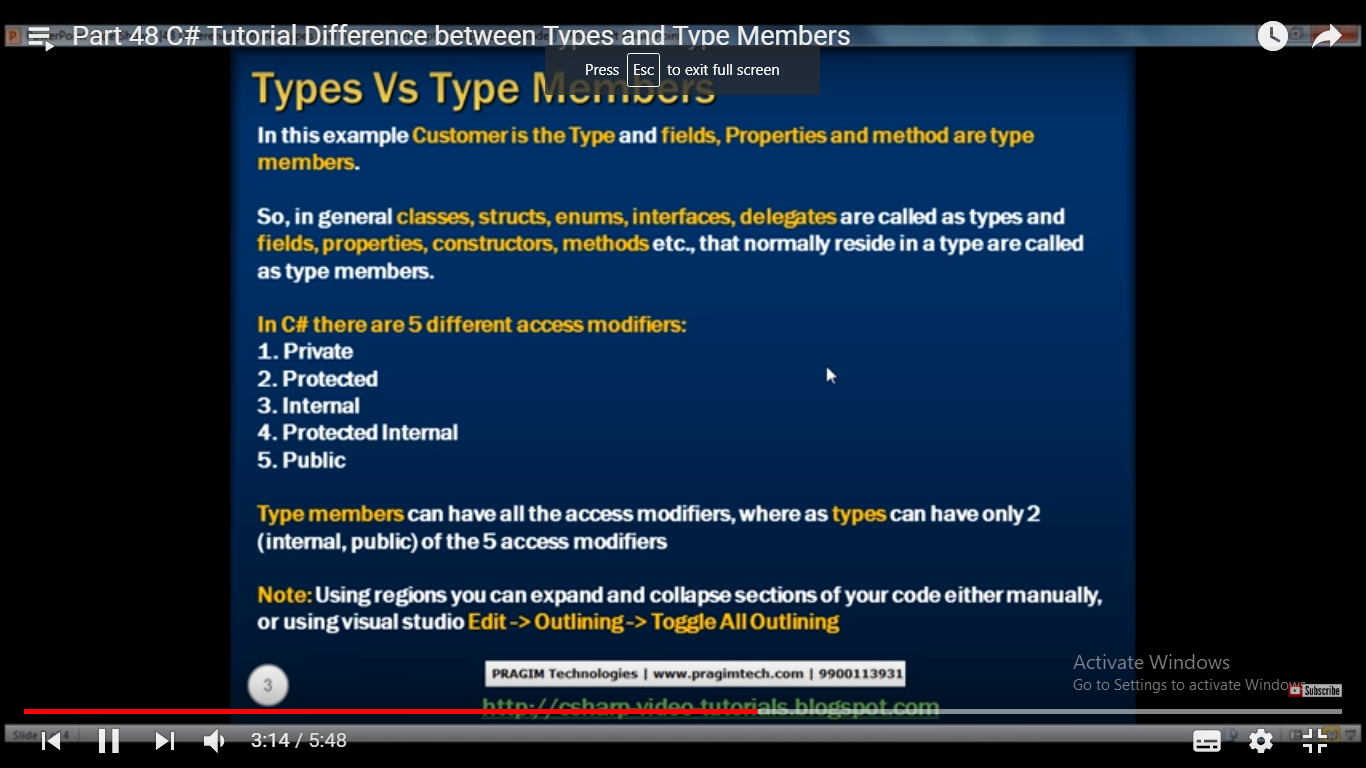 Part 48 C# Tutorial Difference between Types and Type Members
Press Esc to exit full screen
Types Vs Type Members
In this example Customer is the Type and fields, Properties and method are type
members.
So, in general classes, structs, enums, interfaces, delegates are called as types and
fields, properties, constructors, methods etc., that normally reside in a type are called
as type members.
In C# there are 5 different access modifiers:
1. Private
2. Protected
3. Internal
4. Protected Internal
5. Public
Type members can have all the access modifiers, where as types can have only 2
(internal, public) of the 5 access modifiers
Note: Using regions you can expand and collapse sections of your code either manually,
or using visual studio Edit -> Outlining -> Toggle All Outlining
3
PRAGIM Technologies | www.pragimtech.com | 9900113931
http://csharp-video-tutorials.blogspot.com
Activate Windows
Go to Settings to activate Windows.
Subscribe
Slide
3:14 / 5:48